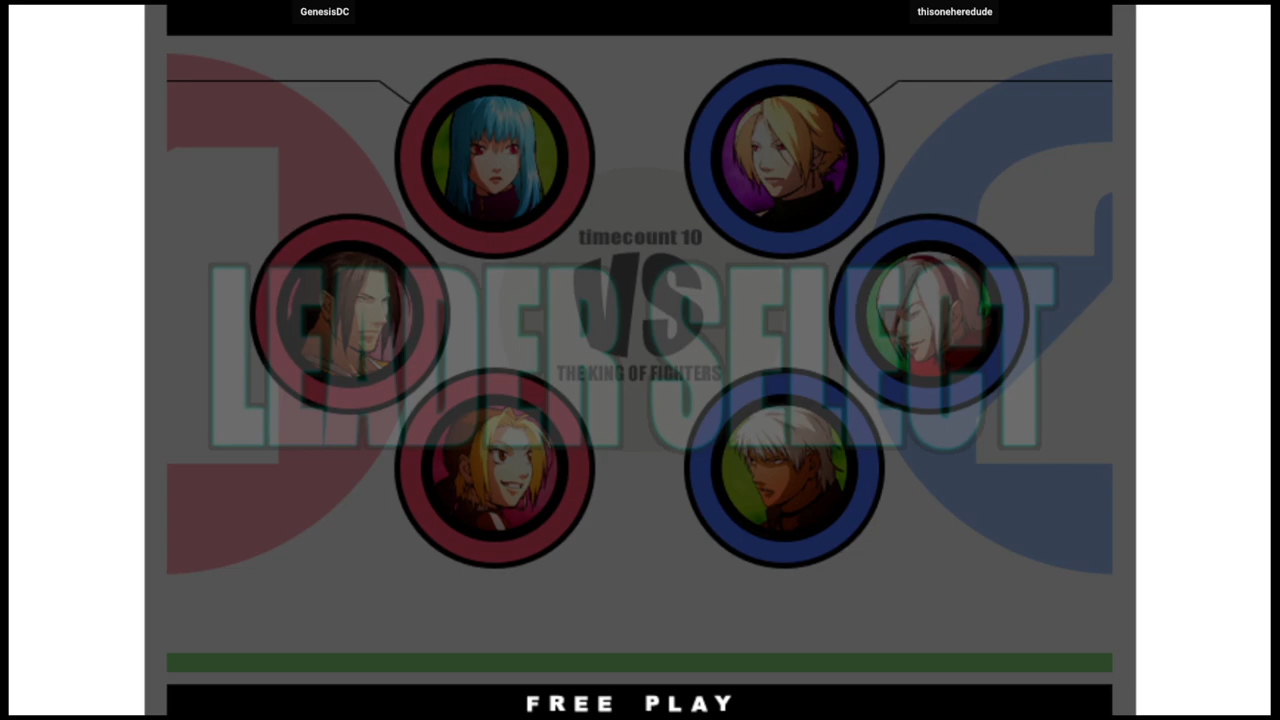 GenesisDC
thisoneheredude
timecount 10
VS
LEADER SELECT
THE KING OF FIGHTERS
FREE PLAY